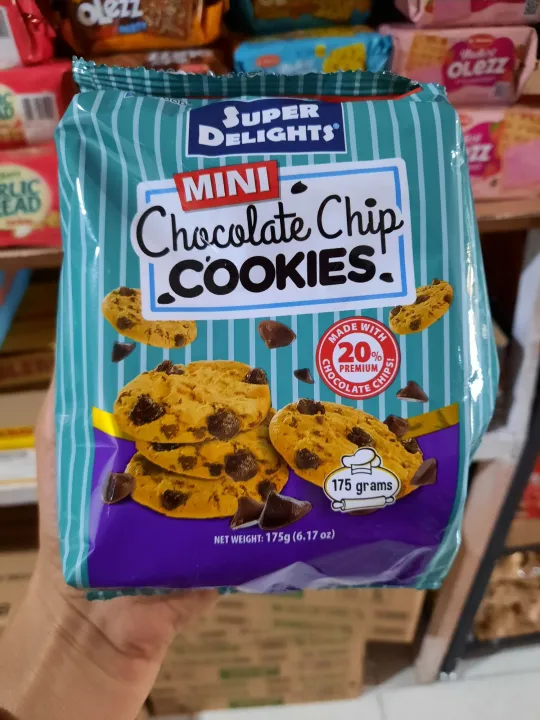 OLEZZ
OLEZZ
SUPER
DELIGHTS
MINI
Chocolate Chip
COOKIES
MADE WITH
20%
PREMIUM
CHOCOLATE CHIPS!
175 grams
NET WEIGHT: 175g (6.17 oz)